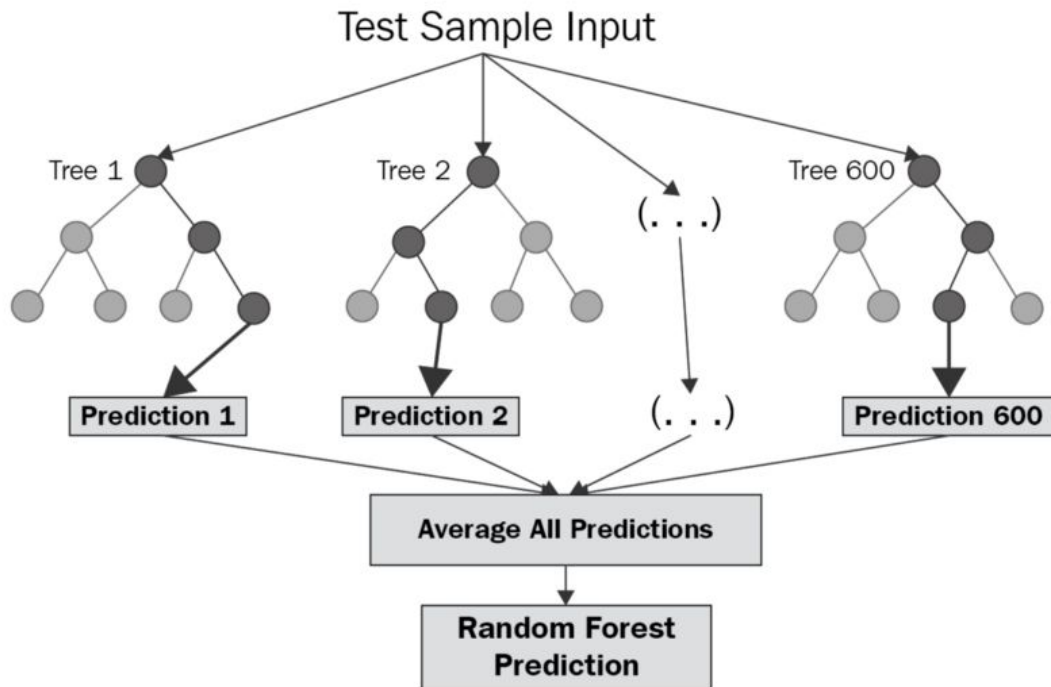 Test Sample Input
Tree 1
Tree 2
Tree 600
(. . .)
Prediction 1
Prediction 2
(. . .)
Prediction 600
Average All Predictions
Random Forest
Prediction